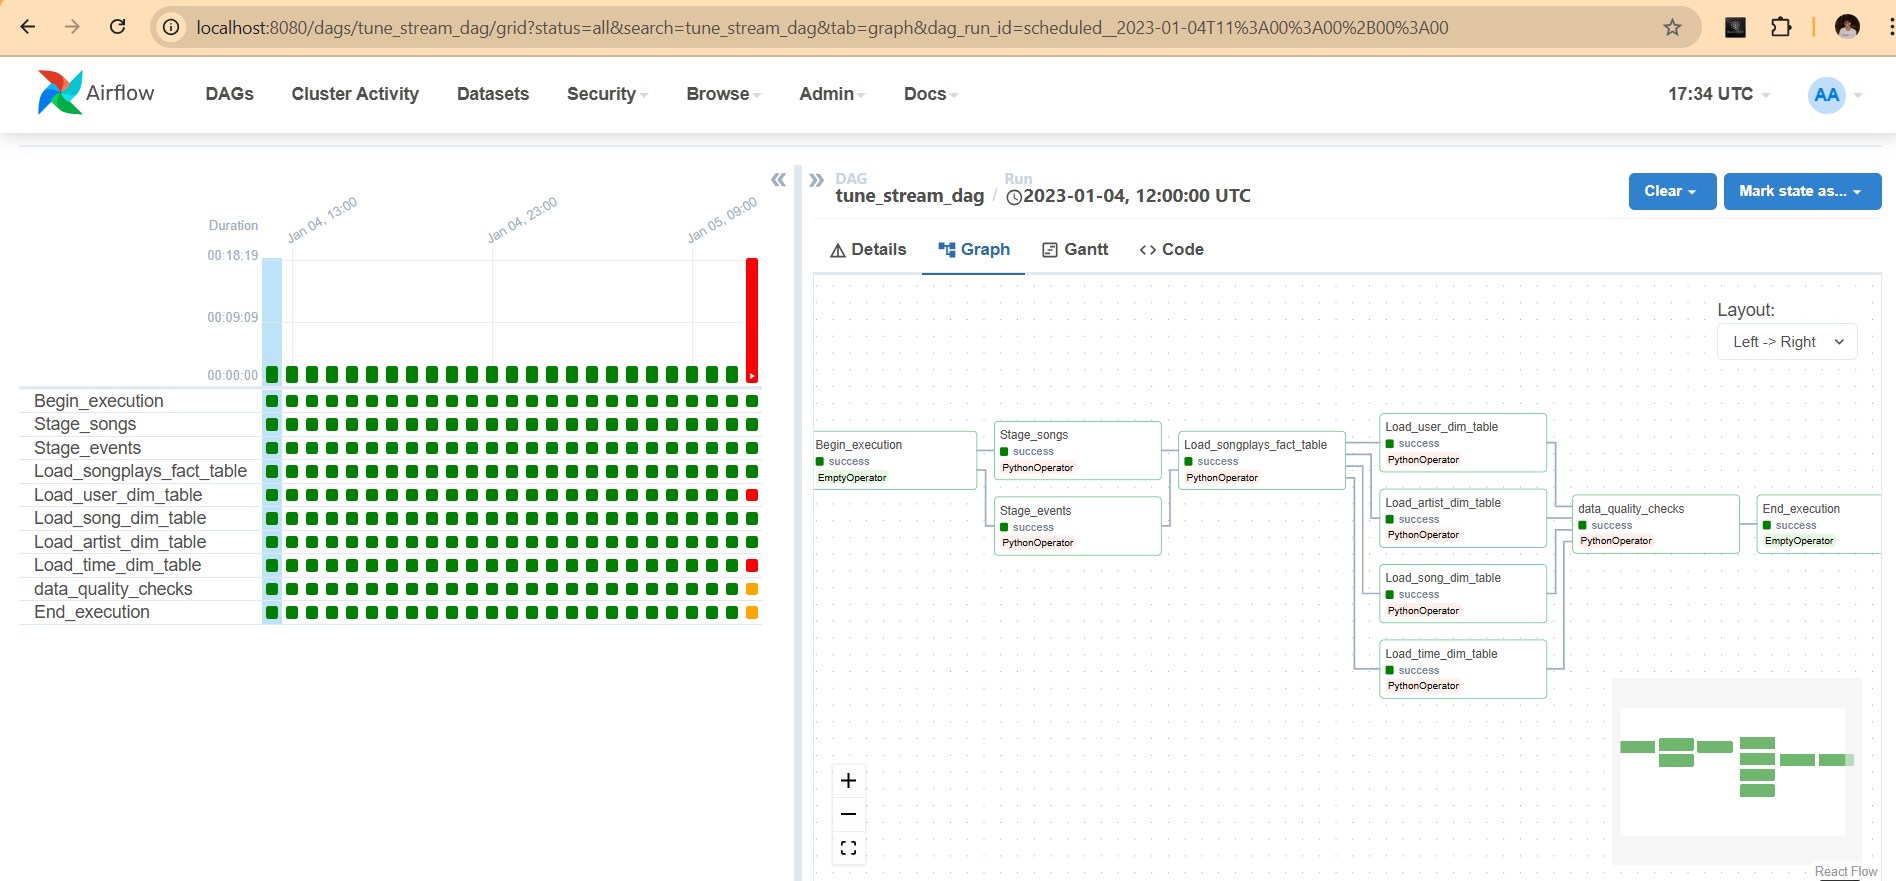 localhost:8080/dags/tune_stream_dag/grid?status=all&search=tune_stream_dag&tab=graph&dag_run_id=scheduled__2023-01-04T11%3A00%3A00%2B00%3A00
Airflow DAGs Cluster Activity Datasets Security Browse Admin Docs 17:34 UTC AA
Duration
Jan 04, 13:00
Jan 04, 23:00
Jan 05, 09:00
00:18:19
00:09:09
00:00:00
Begin_execution
Stage_songs
Stage_events
Load_songplays_fact_table
Load_user_dim_table
Load_song_dim_table
Load_artist_dim_table
Load_time_dim_table
data_quality_checks
End_execution
DAG
tune_stream_dag
/
Run
2023-01-04, 12:00:00 UTC
Clear
Mark state as...
Details
Graph
Gantt
<> Code
Layout:
Left -> Right
Begin_execution
success
EmptyOperator
Stage_songs
success
PythonOperator
Stage_events
success
PythonOperator
Load_songplays_fact_table
success
PythonOperator
Load_user_dim_table
success
PythonOperator
Load_artist_dim_table
success
PythonOperator
Load_song_dim_table
success
PythonOperator
Load_time_dim_table
success
PythonOperator
data_quality_checks
success
PythonOperator
End_execution
success
EmptyOperator
React Flow